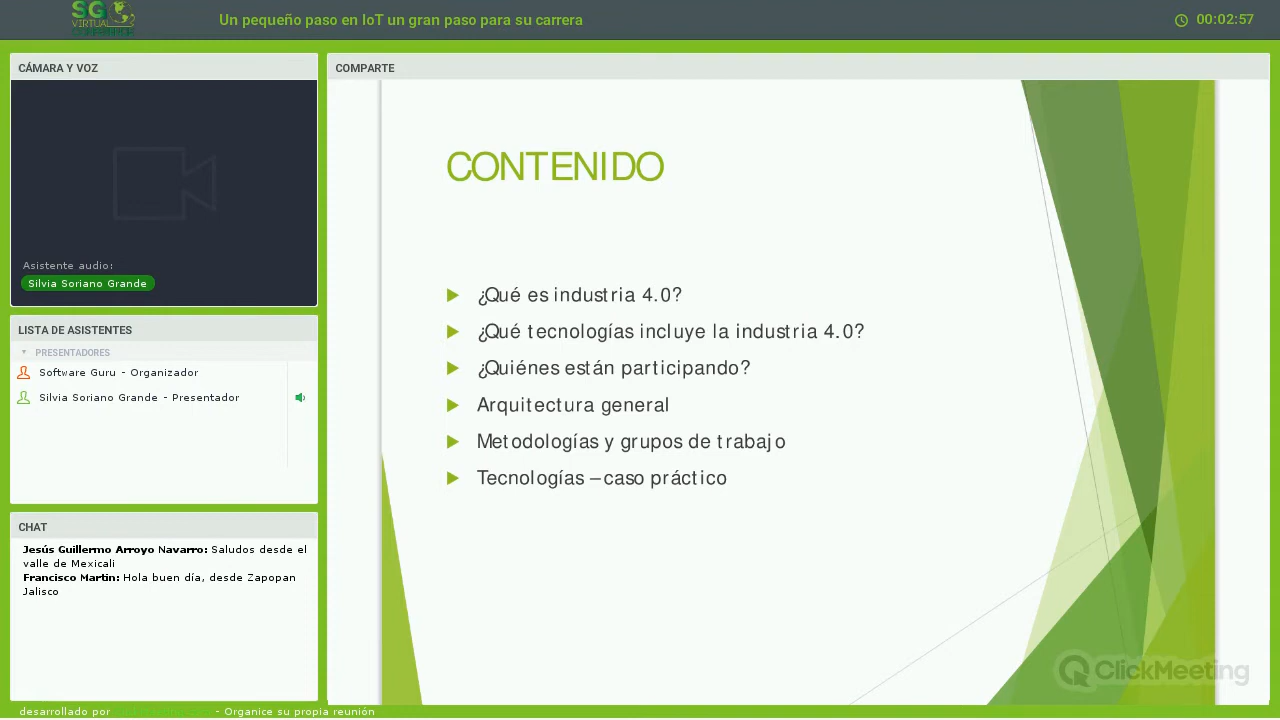 SG
VIRTUAL
Un pequeño paso en IoT un gran paso para su carrera
00:02:57
CÁMARA Y VOZ
Asistente audio:
Silvia Soriano Grande
LISTA DE ASISTENTES
PRESENTADORES
Software Guru - Organizador
Silvia Soriano Grande - Presentador
CHAT
Jesús Guillermo Arroyo Navarro: Saludos desde el
valle de Mexicali
Francisco Martin: Hola buen día, desde Zapopan
Jalisco
desarrollado por
- Organice su propia reunión
COMPARTE
CONTENIDO
¿Qué es industria 4.0?
¿Qué tecnologías incluye la industria 4.0?
¿Quiénes están participando?
Arquitectura general
Metodologías y grupos de trabajo
Tecnologías – caso práctico
ClickMeeting